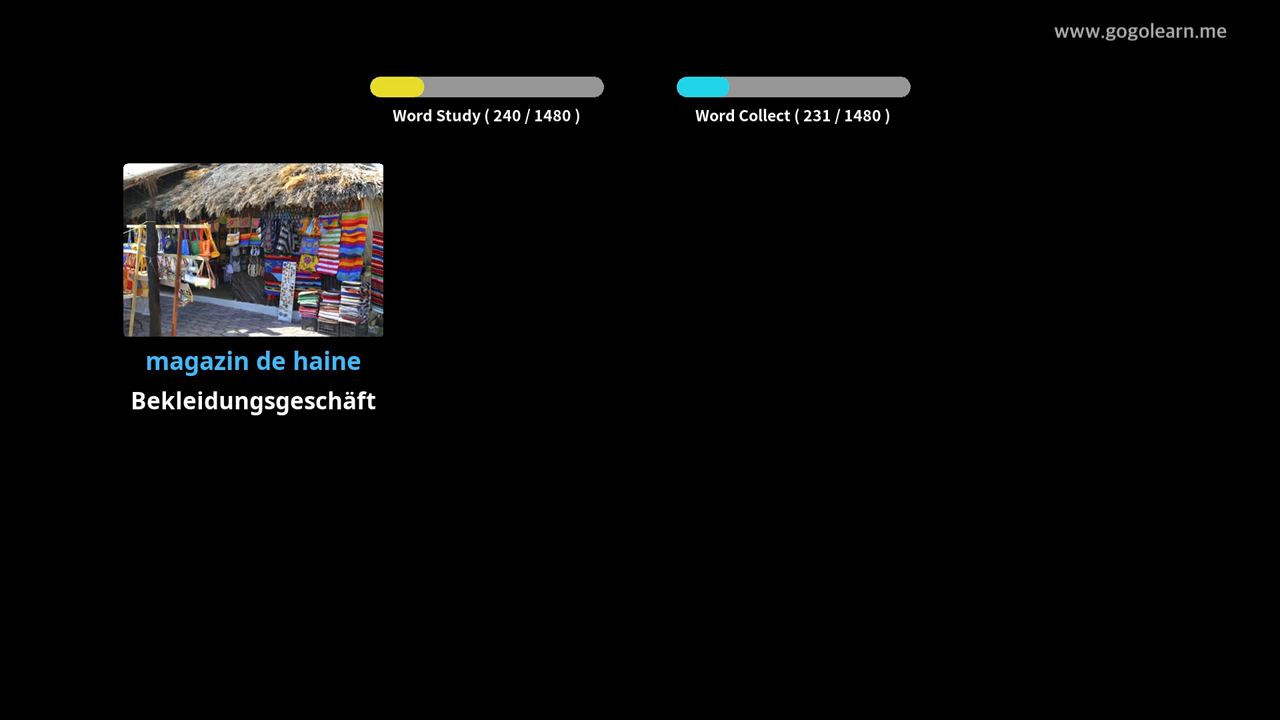 www.gogolearn.me
Word Study ( 240 / 1480 )
Word Collect ( 231 / 1480 )
magazin de haine
Bekleidungsgeschäft